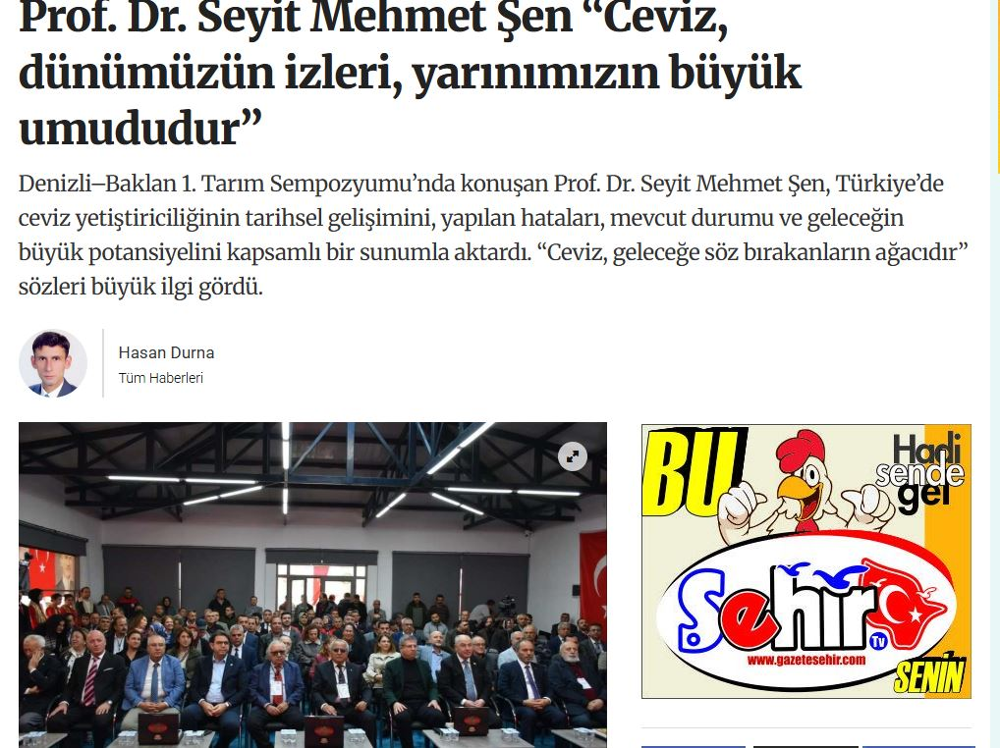 Prof. Dr. Seyit Mehmet Şen “Ceviz,
dünümüzün izleri, yarınımızın büyük
umududur”
Denizli–Baklan 1. Tarım Sempozyumu’nda konuşan Prof. Dr. Seyit Mehmet Şen, Türkiye’de
ceviz yetiştiriciliğinin tarihsel gelişimini, yapılan hataları, mevcut durumu ve geleceğin
büyük potansiyelini kapsamlı bir sunumla aktardı. “Ceviz, geleceğe söz bırakanların ağacıdır”
sözleri büyük ilgi gördü.
Hasan Durna
Tüm Haberleri
BU
Hadi
sende
gel
Şehir
Tv
www.gazetesehir.com
SENİN